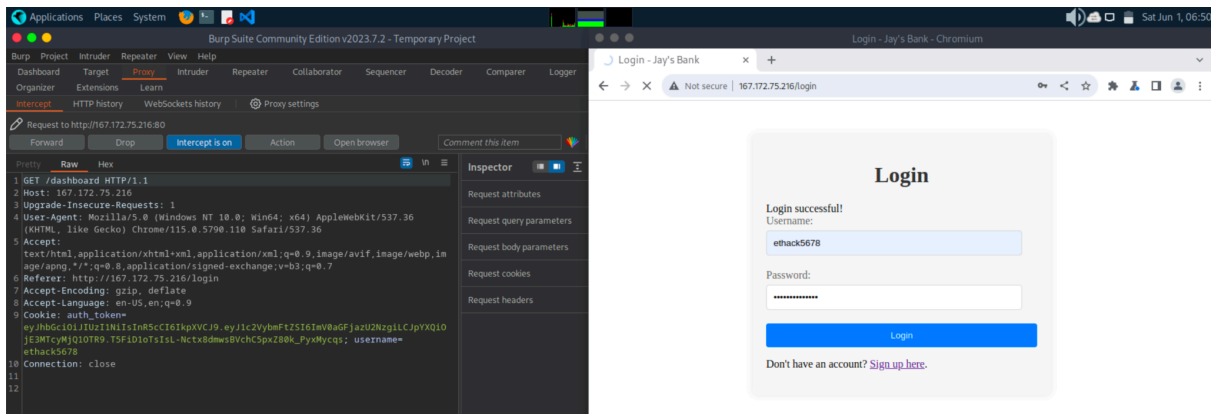 Applications Places System Sat Jun 1, 06:50
Burp Suite Community Edition v2023.7.2 - Temporary Project
Burp Project Intruder Repeater View Help
Dashboard Target Proxy Intruder Repeater Collaborator Sequencer Decoder Comparer Logger
Organizer Extensions Learn
Intercept HTTP history WebSockets history Proxy settings
Request to http://167.172.75.216:80
Forward Drop Intercept is on Action Open browser Comment this item
Pretty Raw Hex
1 GET /dashboard HTTP/1.1
2 Host: 167.172.75.216
3 Upgrade-Insecure-Requests: 1
4 User-Agent: Mozilla/5.0 (Windows NT 10.0; Win64; x64) AppleWebKit/537.36
(KHTML, like Gecko) Chrome/115.0.5790.110 Safari/537.36
5 Accept:
text/html,application/xhtml+xml,application/xml;q=0.9,image/avif,image/webp,im
age/apng,*/*;q=0.8,application/signed-exchange;v=b3;q=0.7
6 Referer: http://167.172.75.216/login
7 Accept-Encoding: gzip, deflate
8 Accept-Language: en-US,en;q=0.9
9 Cookie: auth_token=
username=
ethack5678
10 Connection: close
11
12
Inspector
Request attributes
Request query parameters
Request body parameters
Request cookies
Request headers
Login - Jay's Bank - Chromium
Login - Jay's Bank
Not secure 167.172.75.216/login
Login
Login successful!
Username:
ethack5678
Password:
Login
Don't have an account? Sign up here.